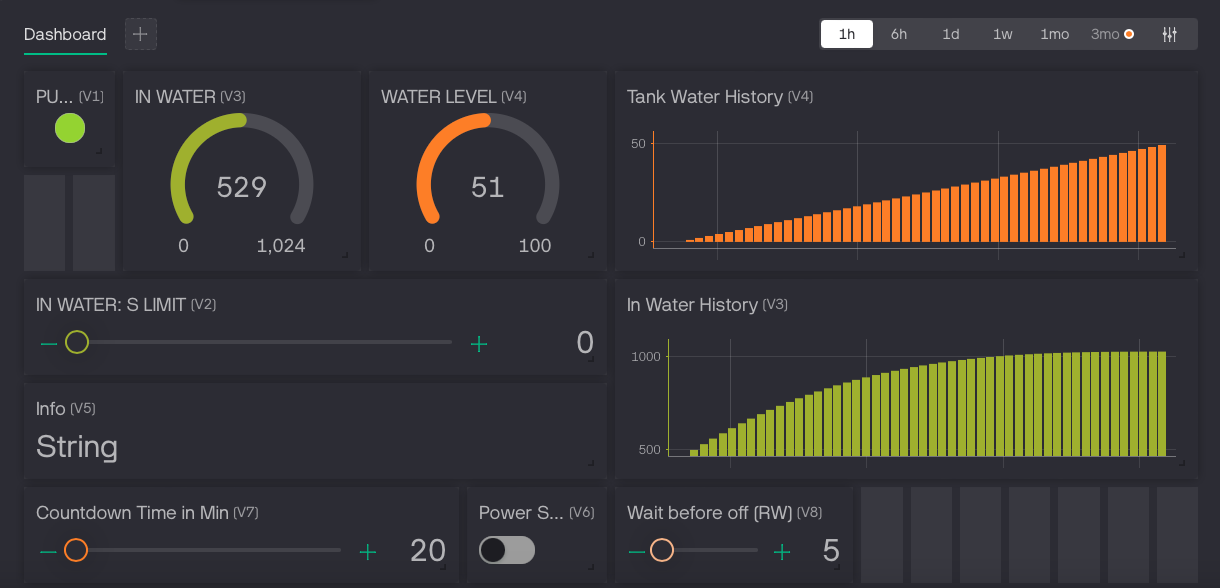 Dashboard
1h 6h 1d 1w 1mo 3mo
PU... (V1)
IN WATER (V3)
529
0 1,024
WATER LEVEL (V4)
51
0 100
Tank Water History (V4)
50
0
IN WATER: S LIMIT (V2)
0
In Water History (V3)
1000
500
Info (V5)
String
Countdown Time in Min (V7)
20
Power S... (V6)
Wait before off (RW) (V8)
5